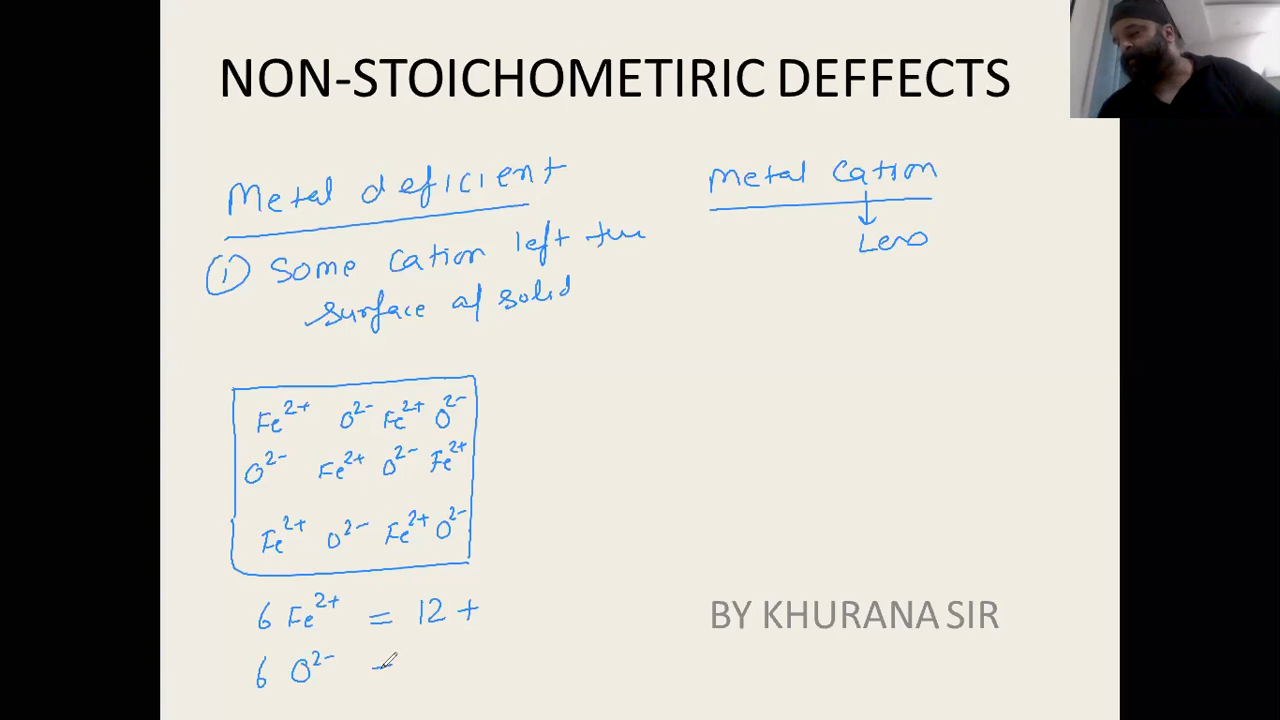 NON-STOICHOMETIRIC DEFFECTS
Metal deficient
Metal Cation
Less
① Some Cation left the
surface of solid
Fe²⁺ O²⁻ Fe²⁺ O²⁻
O²⁻ Fe²⁺ O²⁻ Fe²⁺
Fe²⁺ O²⁻ Fe²⁺ O²⁻
6 Fe²⁺ = 12 +
6 O²⁻
BY KHURANA SIR